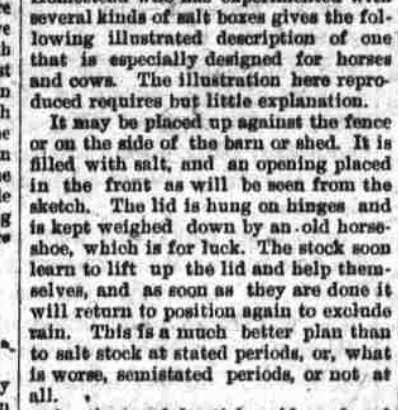 several kinds of salt boxes gives the fol-
lowing illustrated description of one
that is especially designed for horses
and cows. The illustration here repro-
duced requires but little explanation.
It may be placed up against the fence
or on the side of the barn or shed. It is
filled with salt, and an opening placed
in the front as will be seen from the
sketch. The lid is hung on hinges and
is kept weighed down by an old horse-
shoe, which is for luck. The stock soon
learn to lift up the lid and help them-
selves, and as soon as they are done it
will return to position again to exclude
rain. This is a much better plan than
to salt stock at stated periods, or, what
is worse, semistated periods, or not at
all.